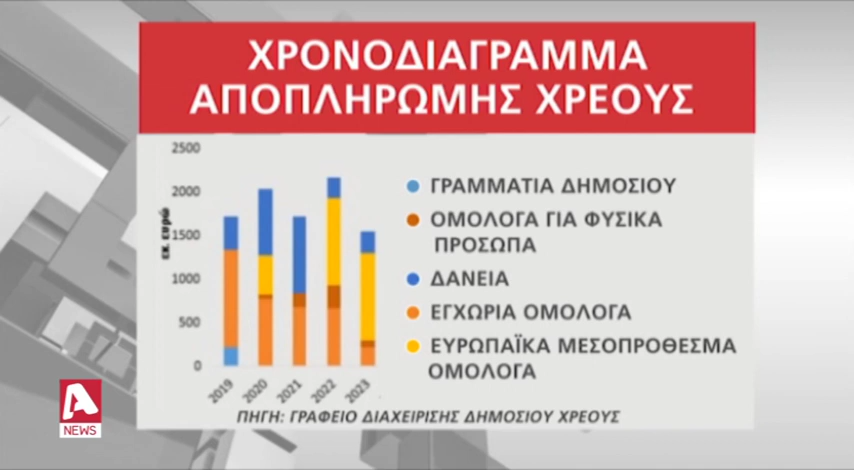 ΧΡΟΝΟΔΙΑΓΡΑΜΜΑ
ΑΠΟΠΛΗΡΩΜΗΣ ΧΡΕΟΥΣ
2500
2000
1500
1000
500
0
εκ. ευρώ
2019
2020
2021
2022
2023
ΓΡΑΜΜΑΤΙΑ ΔΗΜΟΣΙΟΥ
ΟΜΟΛΟΓΑ ΓΙΑ ΦΥΣΙΚΑ
ΠΡΟΣΩΠΑ
ΔΑΝΕΙΑ
ΕΓΧΩΡΙΑ ΟΜΟΛΟΓΑ
ΕΥΡΩΠΑΪΚΑ ΜΕΣΟΠΡΟΘΕΣΜΑ
ΟΜΟΛΟΓΑ
ΠΗΓΗ: ΓΡΑΦΕΙΟ ΔΙΑΧΕΙΡΙΣΗΣ ΔΗΜΟΣΙΟΥ ΧΡΕΟΥΣ
A
NEWS